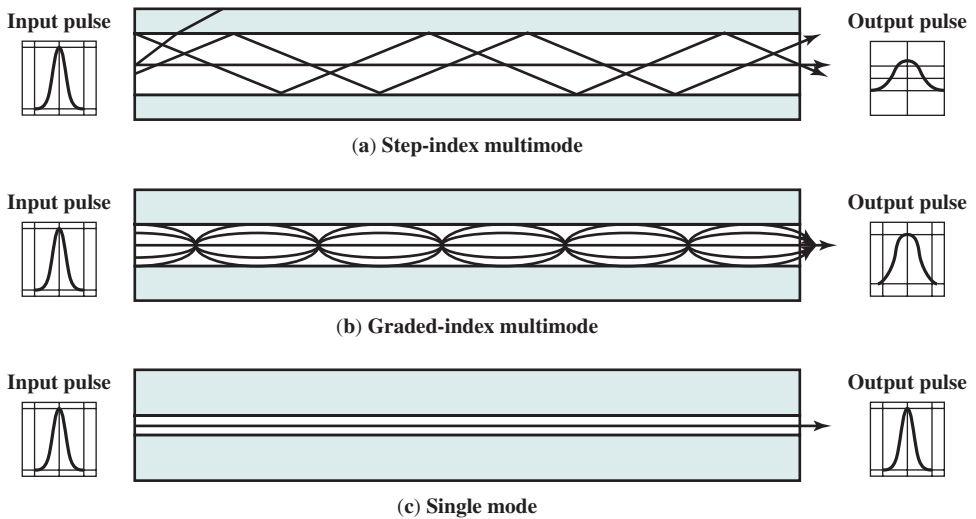 Input pulse
Output pulse
(a) Step-index multimode
Input pulse
Output pulse
(b) Graded-index multimode
Input pulse
Output pulse
(c) Single mode